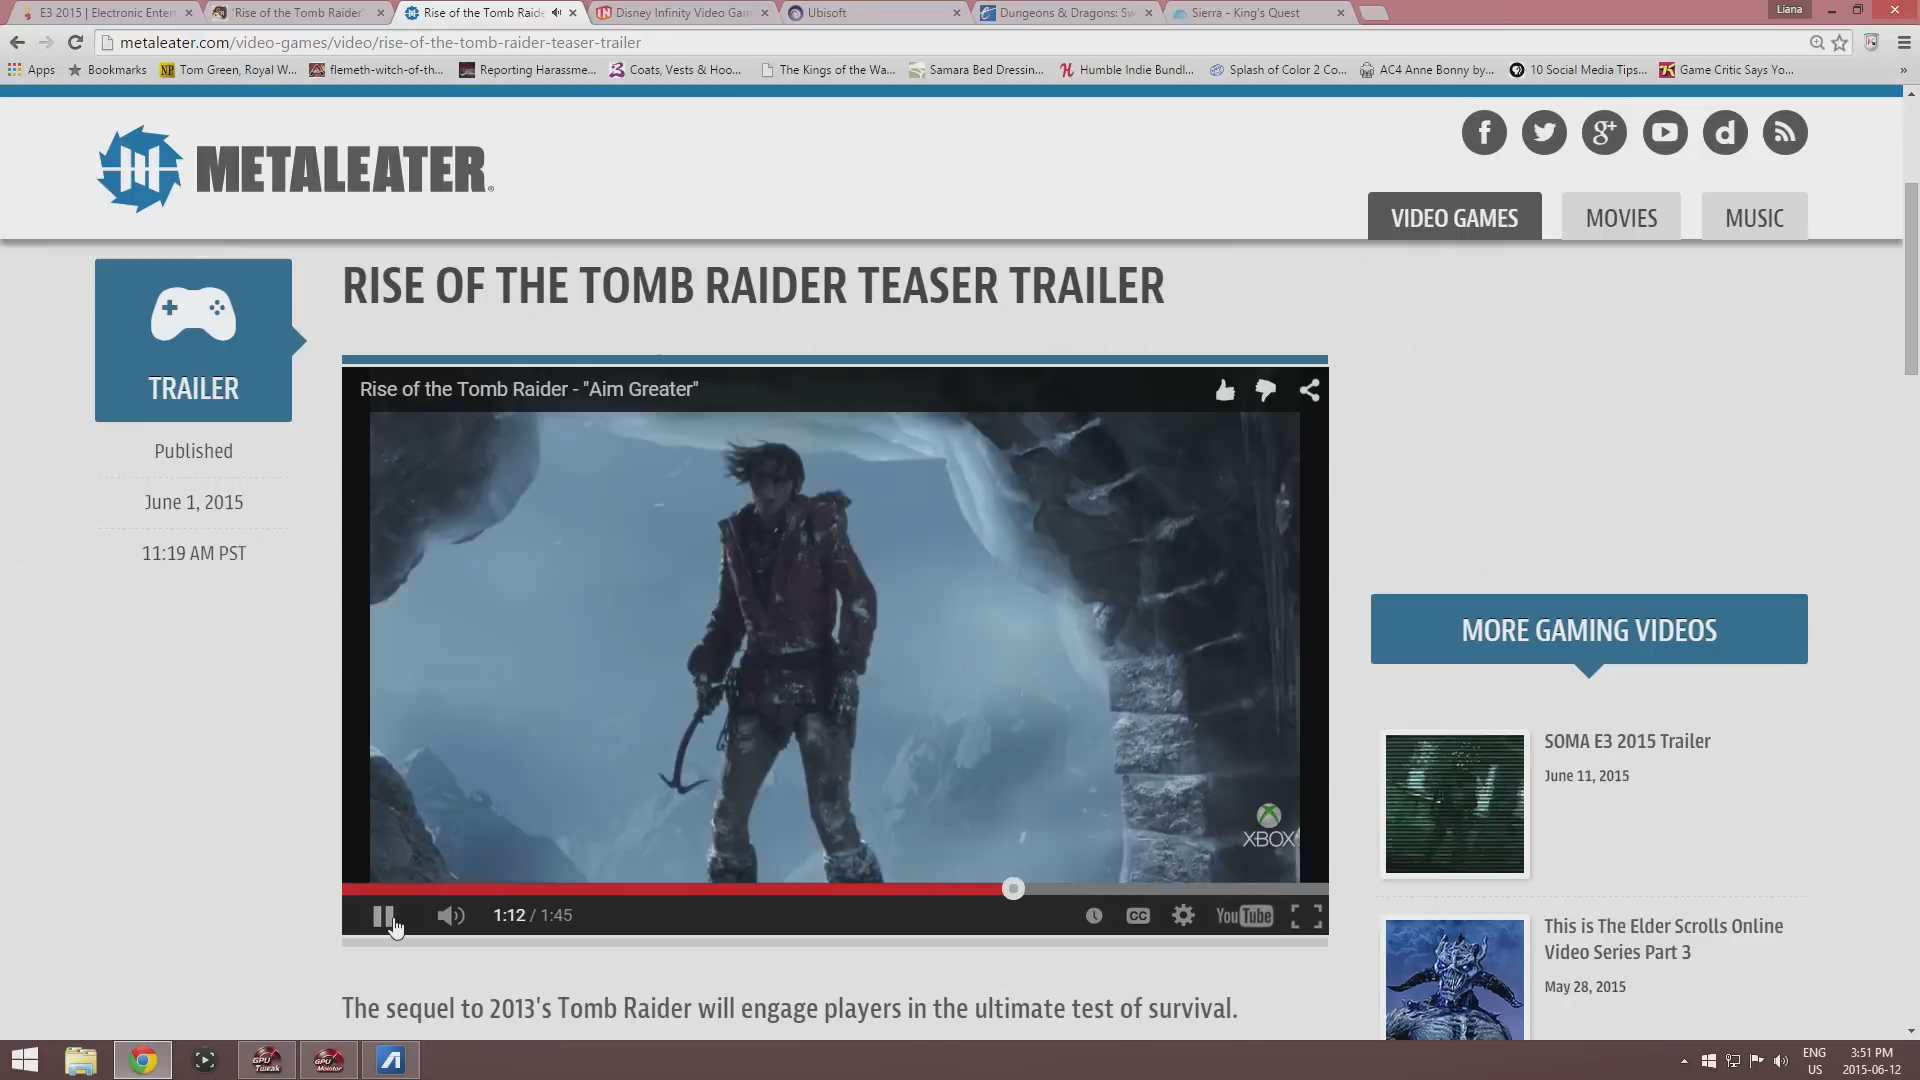 E3 2015 | Electronic Enter
'Rise of the Tomb Raider'
Rise of the Tomb Raide
Disney Infinity Video Gam
Ubisoft
Dungeons & Dragons: Sw
Sierra - King's Quest
Liana
metaleater.com/video-games/video/rise-of-the-tomb-raider-teaser-trailer
Apps
Bookmarks
Tom Green, Royal W...
flemeth-witch-of-th...
Reporting Harassme...
Coats, Vests & Hoo...
The Kings of the Wa...
Samara Bed Dressin...
Humble Indie Bundl...
Splash of Color 2 Co...
AC4 Anne Bonny by...
10 Social Media Tips...
Game Critic Says Yo...
METALEATER
VIDEO GAMES
MOVIES
MUSIC
TRAILER
Published
June 1, 2015
11:19 AM PST
RISE OF THE TOMB RAIDER TEASER TRAILER
Rise of the Tomb Raider - "Aim Greater"
XBOX
1:12 / 1:45
CC
YouTube
The sequel to 2013's Tomb Raider will engage players in the ultimate test of survival.
MORE GAMING VIDEOS
SOMA E3 2015 Trailer
June 11, 2015
This is The Elder Scrolls Online
Video Series Part 3
May 28, 2015
GPU Tweak
GPU Monitor
ENG
US
3:51 PM
2015-06-12